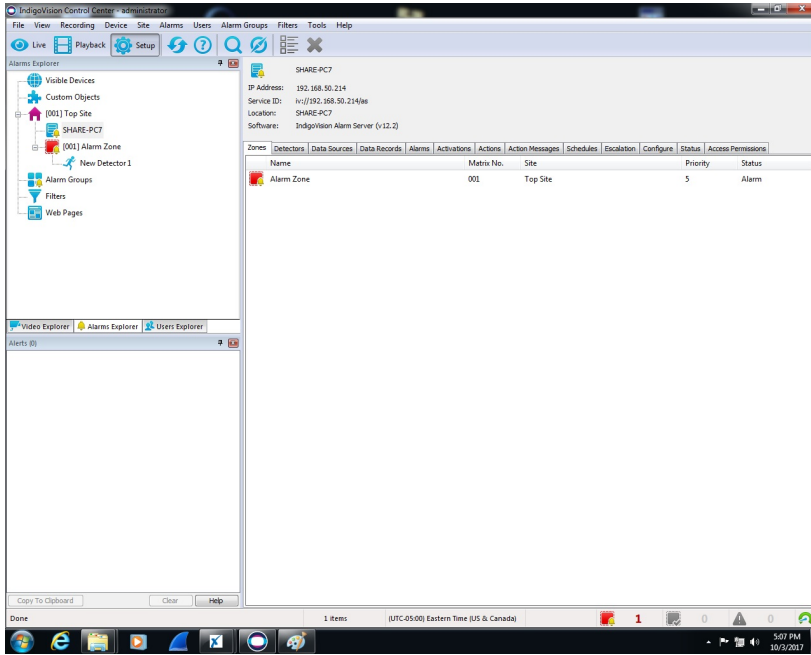 IndigoVision Control Center - administrator
File View Recording Device Site Alarms Users Alarm Groups Filters Tools Help
Live Playback Setup
Alarms Explorer
Visible Devices
Custom Objects
[001] Top Site
SHARE-PC7
[001] Alarm Zone
New Detector 1
Alarm Groups
Filters
Web Pages
Video Explorer Alarms Explorer Users Explorer
Alerts (0)
Copy To Clipboard Clear Help
SHARE-PC7
IP Address: 192.168.50.214
Service ID: iv://192.168.50.214/as
Location: SHARE-PC7
Software: IndigoVision Alarm Server (v12.2)
Zones Detectors Data Sources Data Records Alarms Activations Actions Action Messages Schedules Escalation Configure Status Access Permissions
Name Matrix No. Site Priority Status
Alarm Zone 001 Top Site 5 Alarm
Done 1 items (UTC-05:00) Eastern Time (US & Canada) 1 0 0
5:07 PM
10/3/2017